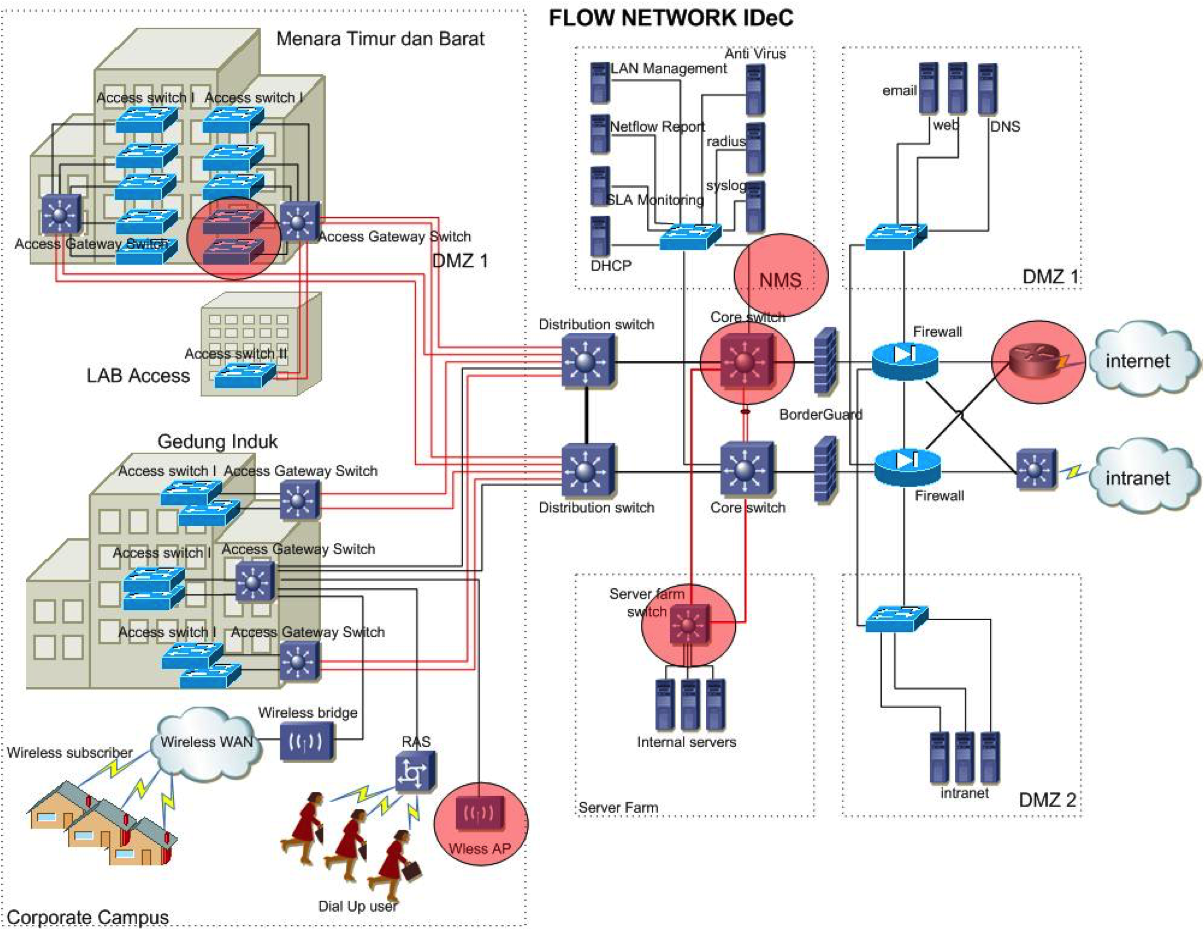 FLOW NETWORK IDeC
Menara Timur dan Barat
Access switch I
Access switch I
Access Gateway Switch
Access Gateway Switch
DMZ 1
Access switch II
LAB Access
Gedung Induk
Access switch I
Access Gateway Switch
Access switch I
Access Gateway Switch
Access switch I
Access Gateway Switch
Wireless bridge
Wireless subscriber
Wireless WAN
RAS
Wless AP
Dial Up user
Corporate Campus
Anti Virus
LAN Management
Netflow Report
radius
syslog
SLA Monitoring
DHCP
NMS
email
web
DNS
DMZ 1
Distribution switch
Core switch
Firewall
internet
BorderGuard
intranet
Distribution switch
Core switch
Firewall
Server farm
switch
Internal servers
Server Farm
intranet
DMZ 2